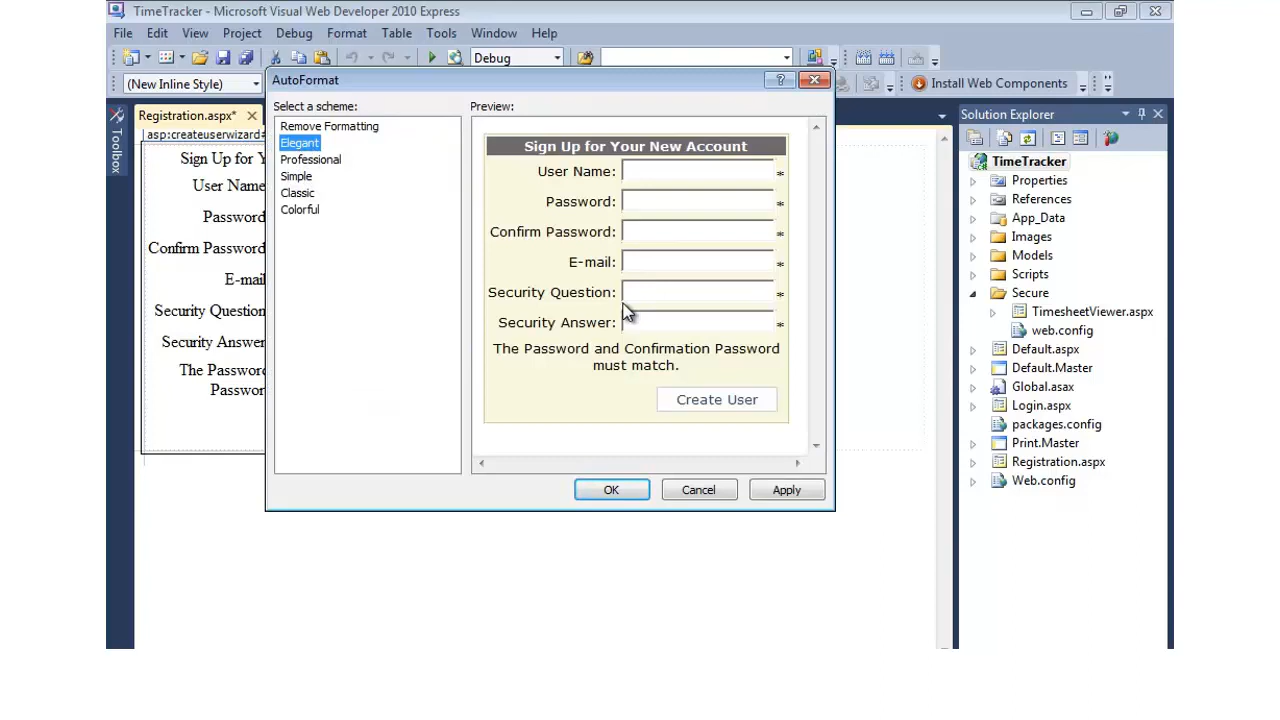 TimeTracker - Microsoft Visual Web Developer 2010 Express
File Edit View Project Debug Format Table Tools Window Help
Debug
(New Inline Style)
Install Web Components
AutoFormat
Select a scheme:
Remove Formatting
Elegant
Professional
Simple
Classic
Colorful
Preview:
Sign Up for Your New Account
User Name: *
Password: *
Confirm Password: *
E-mail: *
Security Question: *
Security Answer: *
The Password and Confirmation Password
must match.
Create User
OK Cancel Apply
Toolbox
Registration.aspx*
asp:createuserwizard#
Sign Up for Y
User Name
Password
Confirm Password
E-mail
Security Question
Security Answer
The Password
Password
Solution Explorer
TimeTracker
Properties
References
App_Data
Images
Models
Scripts
Secure
TimesheetViewer.aspx
web.config
Default.aspx
Default.Master
Global.asax
Login.aspx
packages.config
Print.Master
Registration.aspx
Web.config